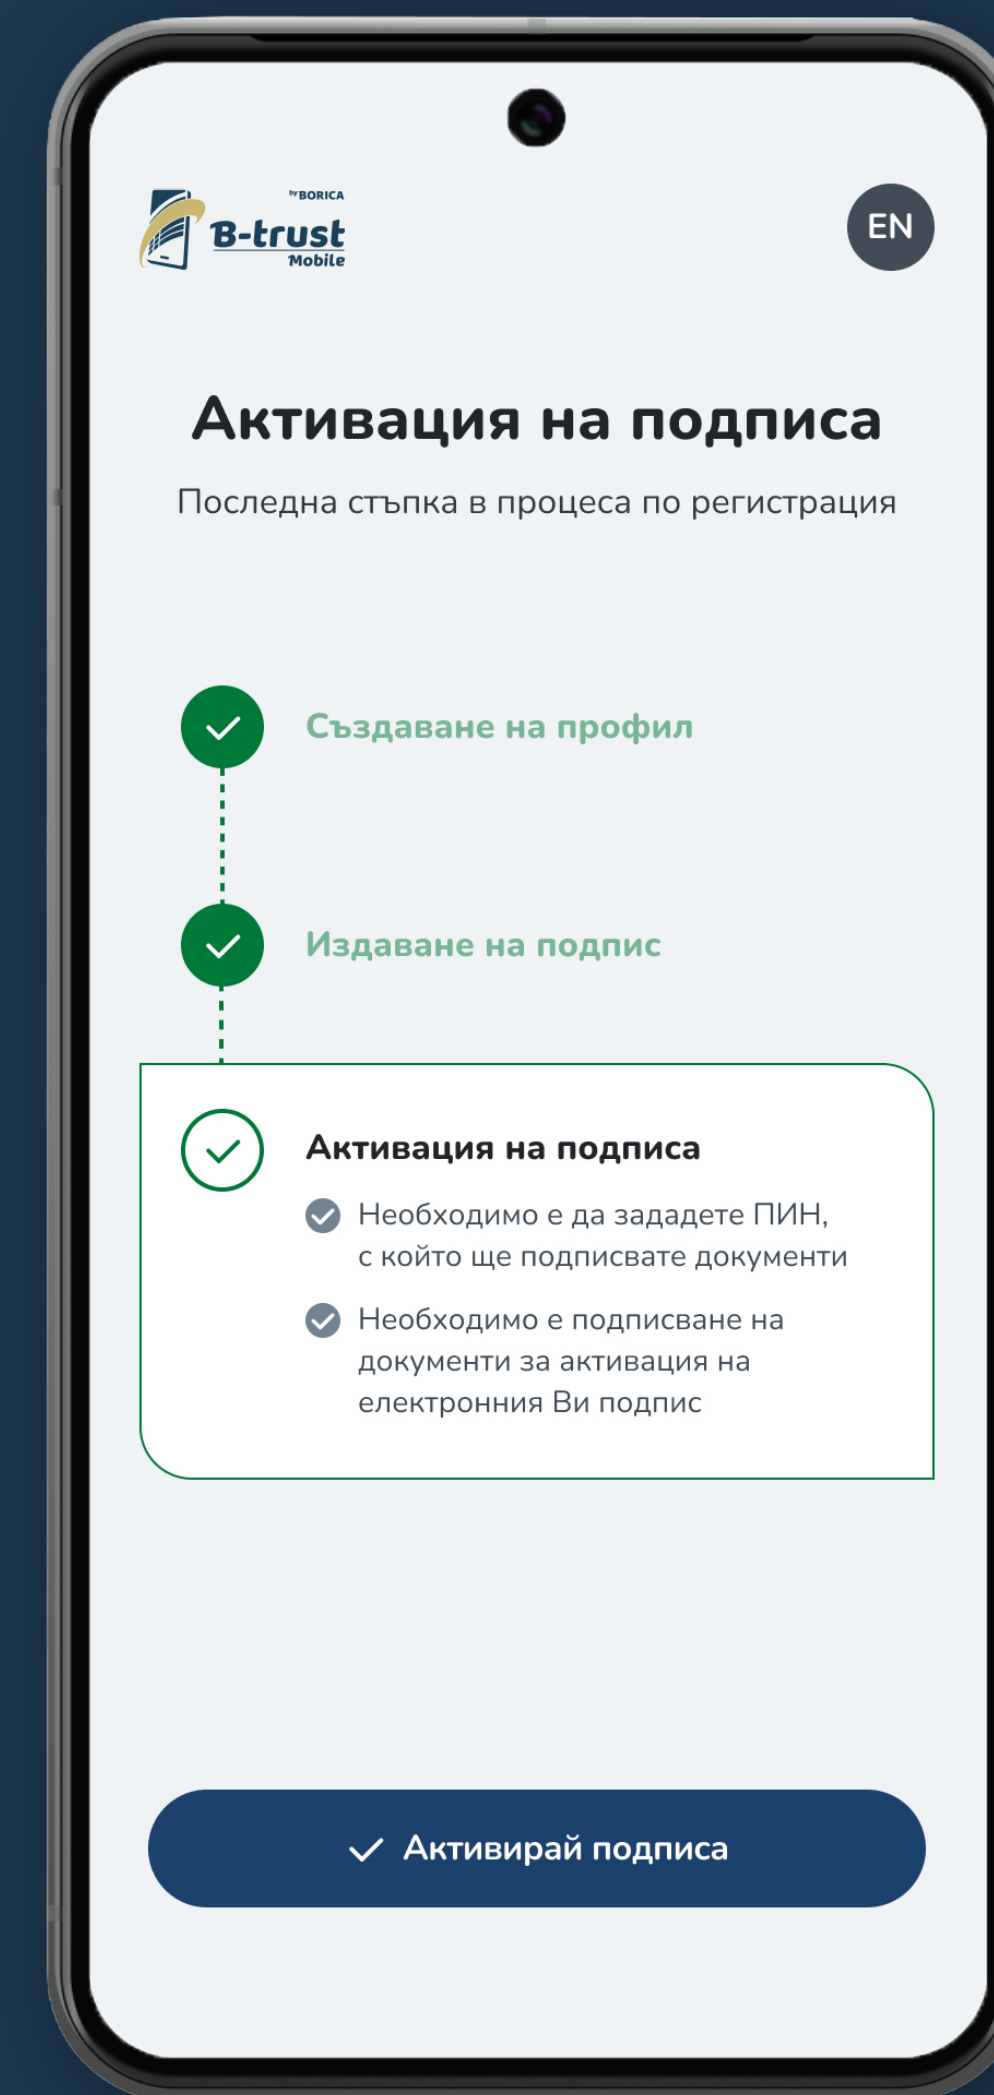 by BORICA
B-trust
Mobile
EN
Активация на подписа
Последна стъпка в процеса по регистрация
Създаване на профил
Издаване на подпис
Активация на подписа
Необходимо е да зададете ПИН,
с който ще подписвате документи
Необходимо е подписване на
документи за активация на
електронния Ви подпис
Активирай подписа